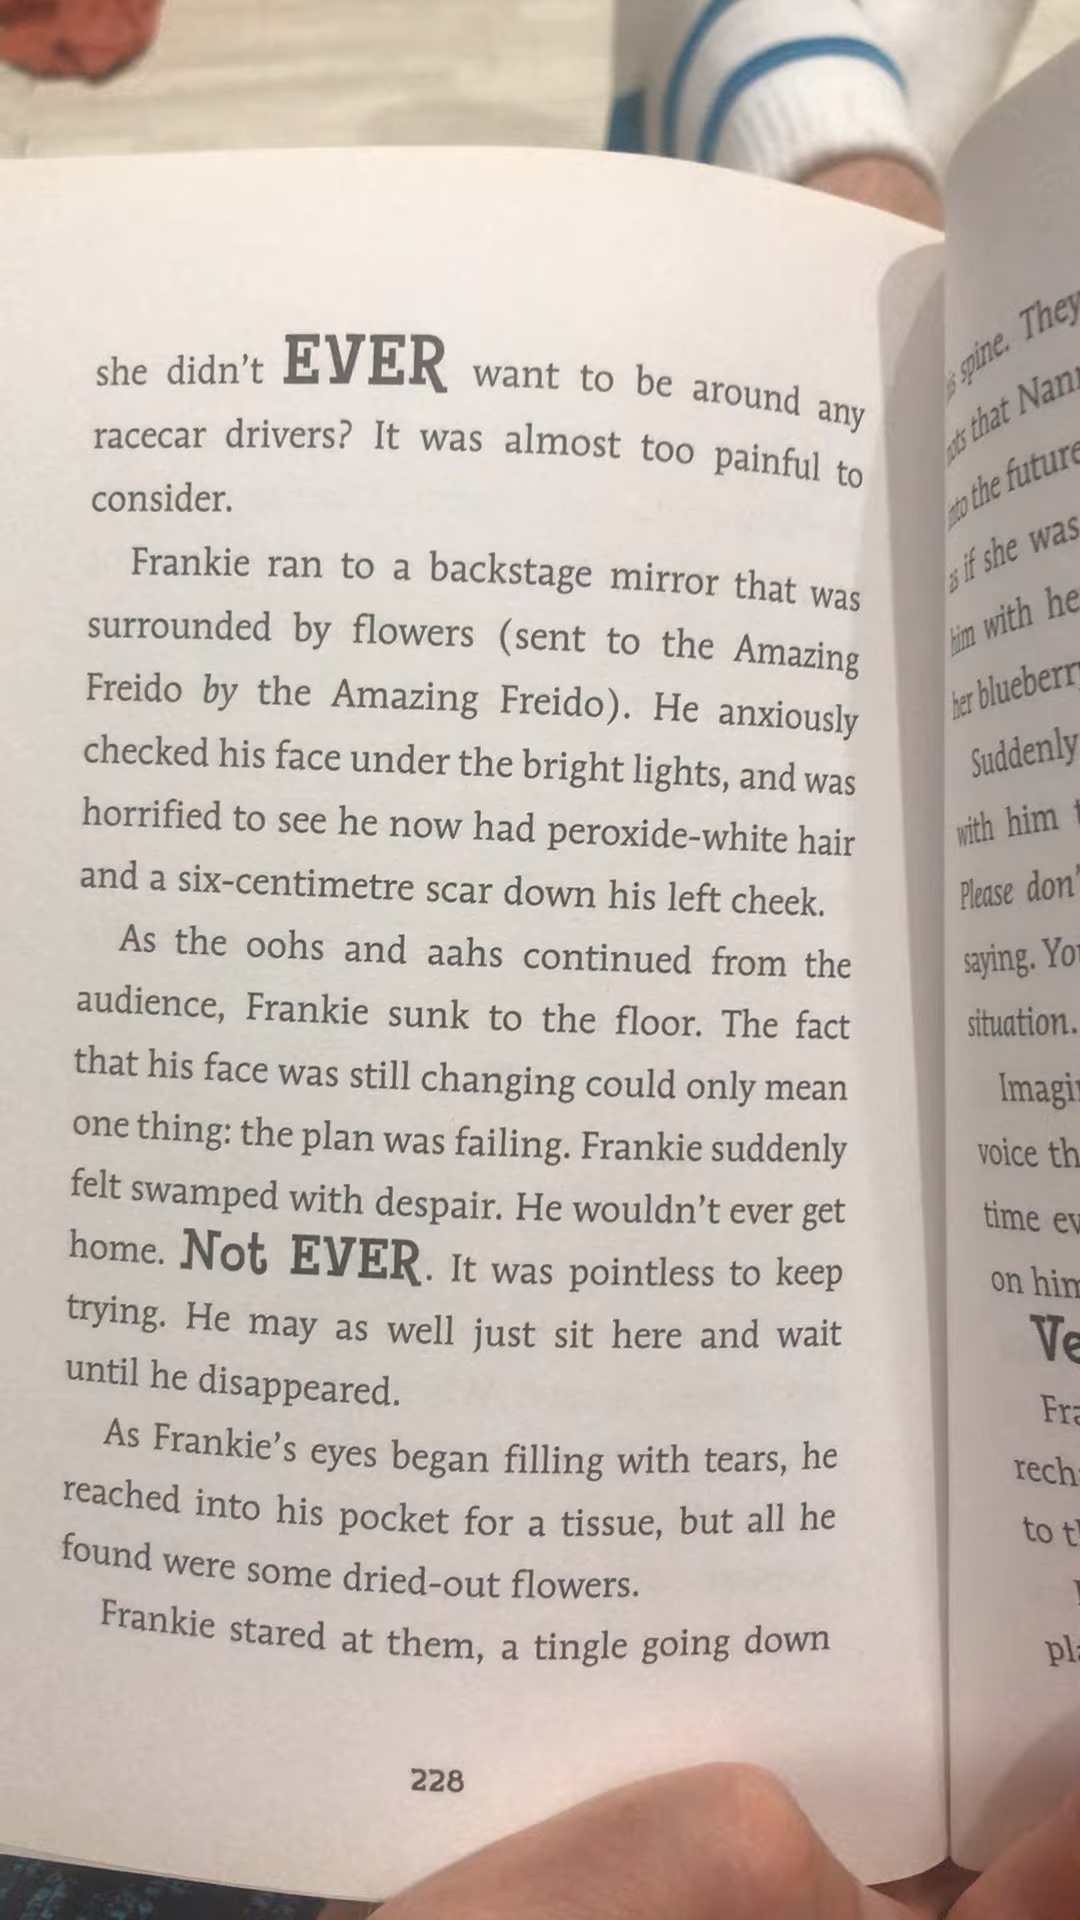 she didn't EVER want to be around any
racecar drivers? It was almost too painful to
consider.
Frankie ran to a backstage mirror that was
surrounded by flowers (sent to the Amazing
Freido by the Amazing Freido). He anxiously
checked his face under the bright lights, and was
horrified to see he now had peroxide-white hair
and a six-centimetre scar down his left cheek.
As the oohs and aahs continued from the
audience, Frankie sunk to the floor. The fact
that his face was still changing could only mean
one thing: the plan was failing. Frankie suddenly
felt swamped with despair. He wouldn't ever get
home. Not EVER. It was pointless to keep
trying. He may as well just sit here and wait
until he disappeared.
As Frankie's eyes began filling with tears, he
reached into his pocket for a tissue, but all he
found were some dried-out flowers.
Frankie stared at them, a tingle going down
228
spine. They
that Nan
the future
if she was
him with he
her blueberr
Suddenly
with him
Please don'
saying. Yo
situation.
Imagi
voice th
time ev
on him
Ve
Fra
rech
to t
pl